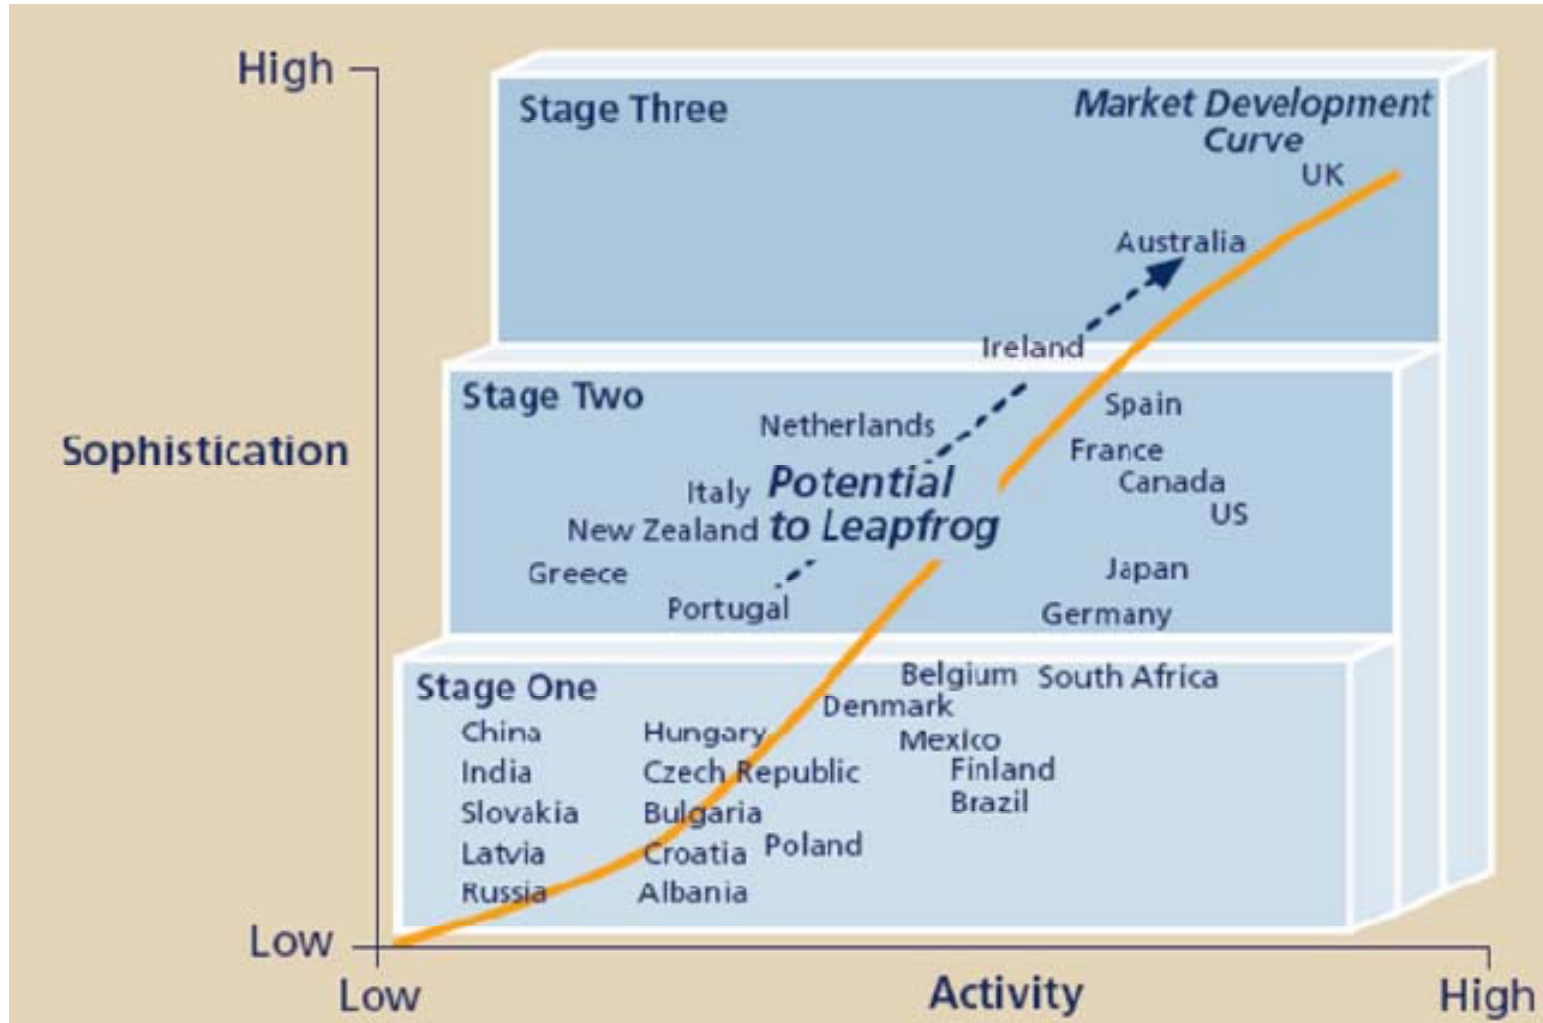 High
Stage Three
Market Development
Curve
UK
Australia
Ireland
Stage Two
Spain
Netherlands
France
Sophistication
Canada
Italy
Potential
US
New Zealand
to Leapfrog
Greece
Japan
Portugal
Germany
Stage One
Belgium
South Africa
Denmark
China
Hungary
Mexico
India
Czech Republic
Finland
Slovakia
Bulgaria
Brazil
Latvia
Croatia
Poland
Russia
Albania
Low
Low
Activity
High